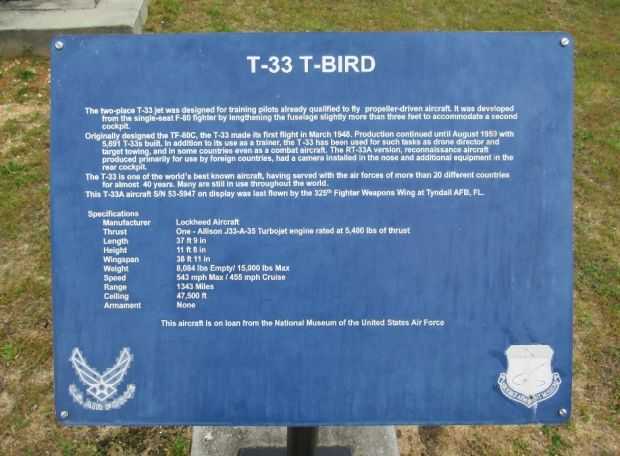 T-33 T-BIRD
The two-place T-33 jet was designed for training pilots already qualified to fly propeller-driven aircraft. It was developed
from the single-seat F-80 fighter by lengthening the fuselage slightly more than three feet to accommodate a second
cockpit.
Originally designed the TF-80C, the T-33 made its first flight in March 1948. Production continued until August 1959 with
5,691 T-33s built. In addition to its use as a trainer, the T-33 has been used for such tasks as drone director and
target towing, and in some countries even as a combat aircraft. The RT-33A version, reconnaissance aircraft
produced primarily for use by foreign countries, had a camera installed in the nose and additional equipment in the
rear cockpit.
The T-33 is one of the world's best known aircraft, having served with the air forces of more than 20 different countries
for almost 40 years. Many are still in use throughout the world.
This T-33A aircraft S/N 53-5947 on display was last flown by the 325th Fighter Weapons Wing at Tyndall AFB, FL.
Specifications
Manufacturer Lockheed Aircraft
Thrust One - Allison J33-A-35 Turbojet engine rated at 5,400 lbs of thrust
Length 37 ft 9 in
Height 11 ft 8 in
Wingspan 38 ft 11 in
Weight 8,084 lbs Empty/ 15,000 lbs Max
Speed 543 mph Max / 455 mph Cruise
Range 1343 Miles
Ceiling 47,500 ft
Armament None
This aircraft is on loan from the National Museum of the United States Air Force
U.S. AIR FORCE